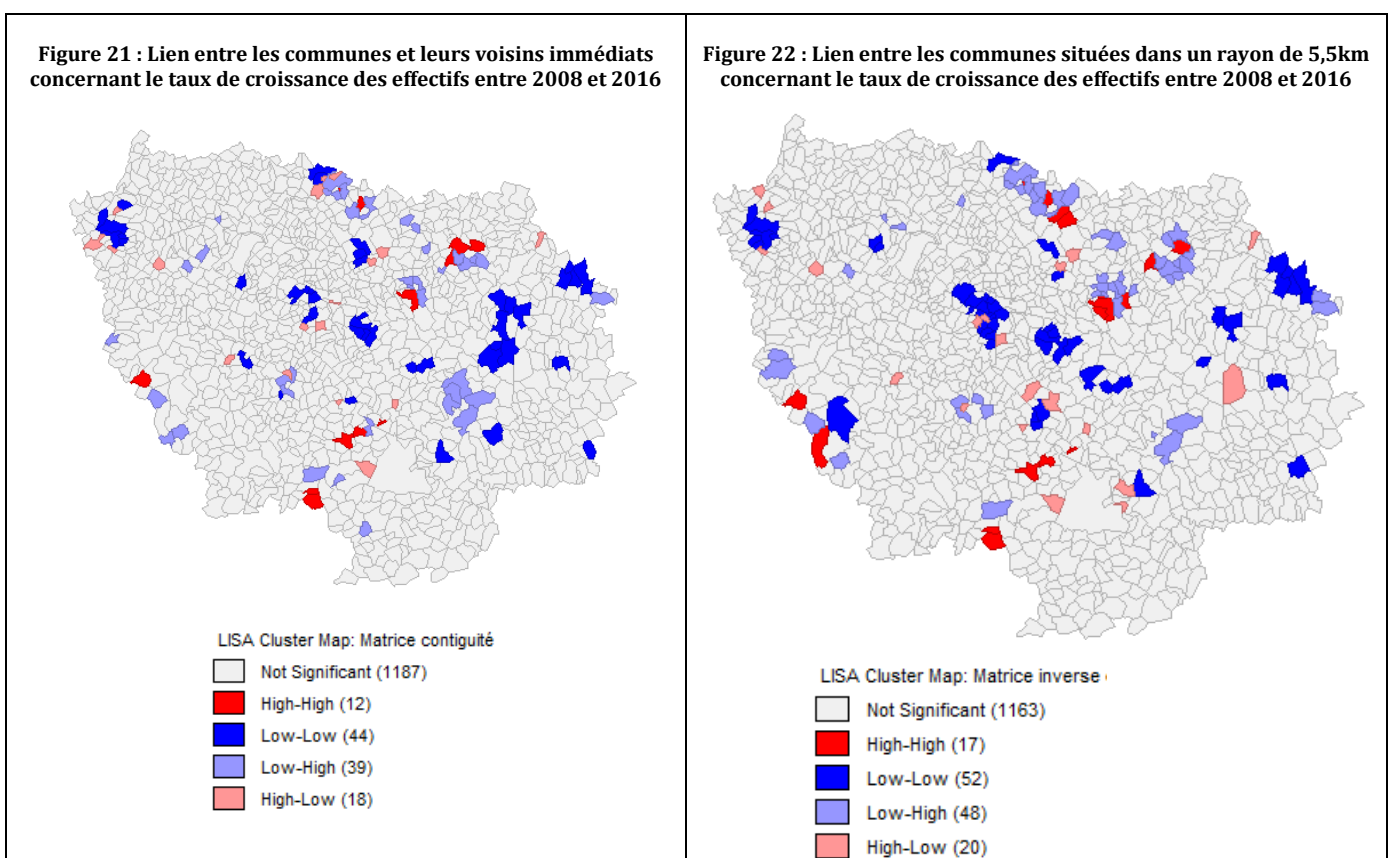 Figure 21 : Lien entre les communes et leurs voisins immédiats
concernant le taux de croissance des effectifs entre 2008 et 2016
LISA Cluster Map: Matrice contiguité
Not Significant (1187)
High-High (12)
Low-Low (44)
Low-High (39)
High-Low (18)
Figure 22 : Lien entre les communes situées dans un rayon de 5,5km
concernant le taux de croissance des effectifs entre 2008 et 2016
LISA Cluster Map: Matrice inverse
Not Significant (1163)
High-High (17)
Low-Low (52)
Low-High (48)
High-Low (20)